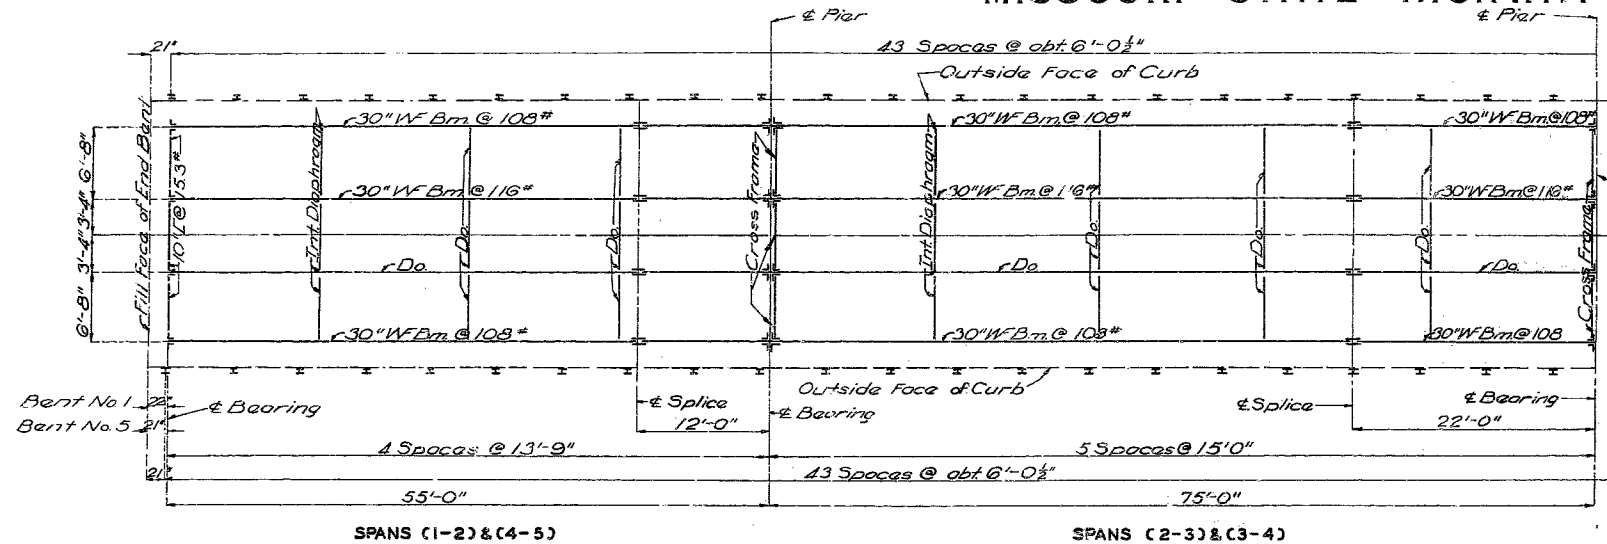 MISSOURI STATE HIGHWAY
℄ Pier
℄ Pier
21"
43 Spaces @ abt. 6'-0½"
Outside Face of Curb
30" WF Bm. @ 108#
30" WF Bm. @ 108#
30" WF Bm. @ 108#
6'-8"
3'-4"
3'-4"
6'-8"
Fill Face of End Bent
10"[ @ 15.3#
Int. Diaphragm
Do.
Do.
Cross Frame
Int. Diaphragm
Do.
Do.
Do.
Cross Frame
30" WF Bm. @ 116#
30" WF Bm. @ 116#
30" WF Bm. @ 116#
Do.
Do.
Do.
30" WF Bm. @ 108#
30" WF Bm. @ 108#
30" WF Bm. @ 108
Outside Face of Curb
Bent No. 1 22"
℄ Bearing
℄ Splice
℄ Bearing
℄ Splice
℄ Bearing
Bent No. 5 21"
12'-0"
22'-0"
4 Spaces @ 13'-9"
5 Spaces @ 15'0"
21"
43 Spaces @ abt. 6'-0½"
55'-0"
75'-0"
SPANS (1-2) & (4-5)
SPANS (2-3) & (3-4)